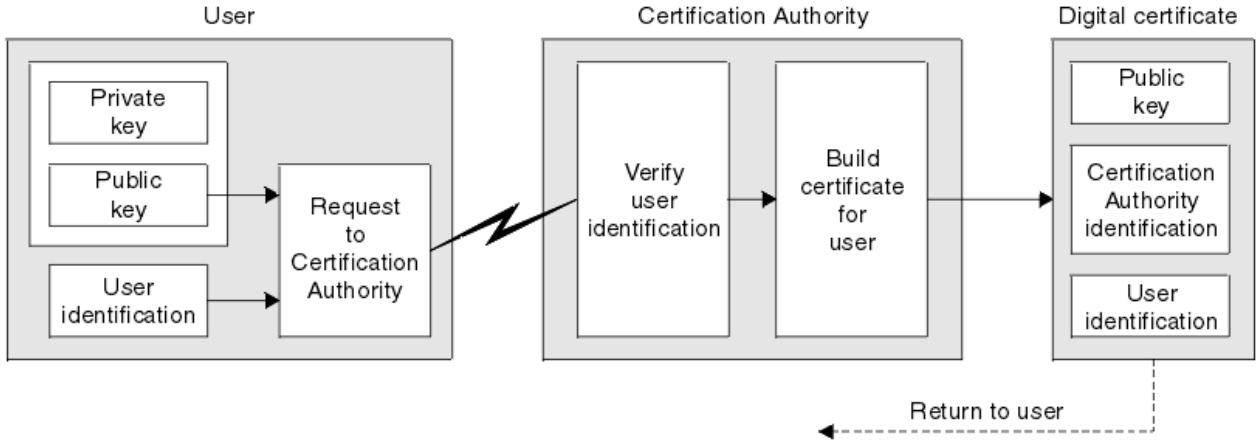 User
Certification Authority
Digital certificate
Private
key
Public
key
User
identification
Request
to
Certification
Authority
Verify
user
identification
Build
certificate
for
user
Public
key
Certification
Authority
identification
User
identification
Return to user